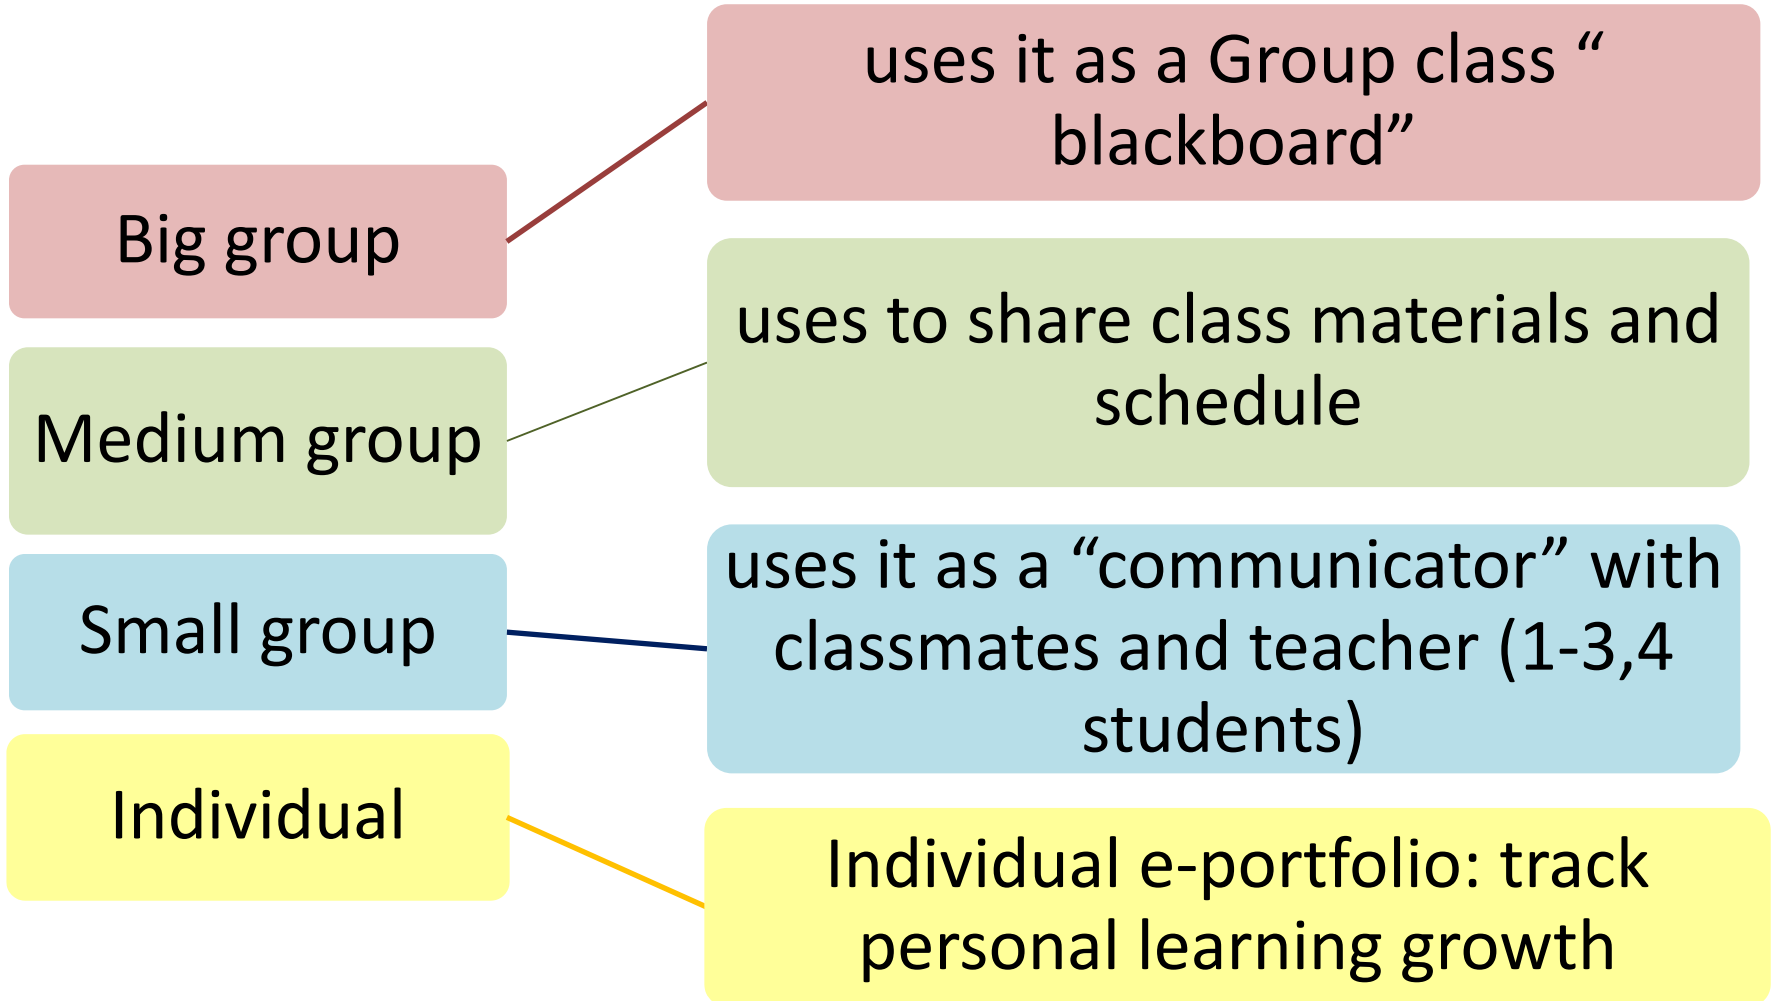 Big group
uses it as a Group class “
blackboard”
Medium group
uses to share class materials and
schedule
Small group
uses it as a “communicator” with
classmates and teacher (1-3,4
students)
Individual
Individual e-portfolio: track
personal learning growth